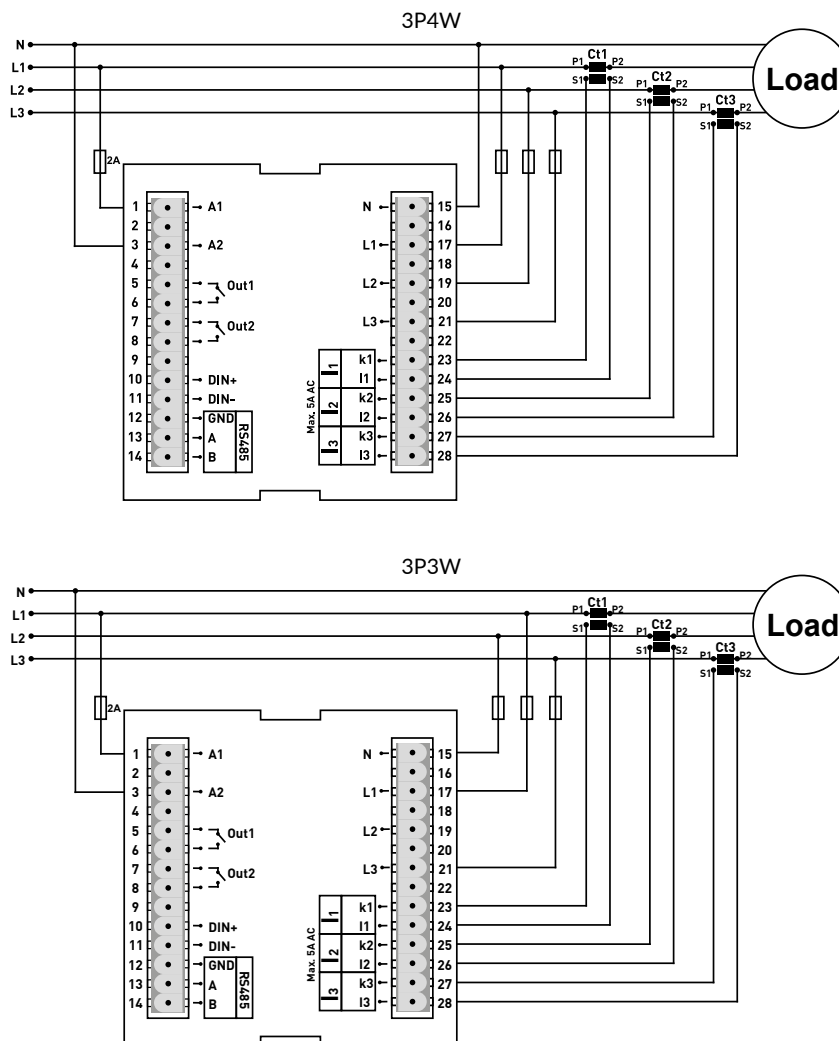 3P4W
N
L1
L2
L3
Ct1
P1 P2
S1 S2
Ct2
P1 P2
S1 S2
Ct3
P1 P2
S1 S2
Load
2A
1 A1
2
3 A2
4
5 Out1
6
7 Out2
8
9
10 DIN+
11 DIN-
12 GND
13 A
14 B
RS485
N 15
16
L1 17
18
L2 19
20
L3 21
22
k1 23
l1 24
k2 25
l2 26
k3 27
l3 28
I1
I2
I3
Max. 5A AC
3P3W
N
L1
L2
L3
Ct1
P1 P2
S1 S2
Ct2
P1 P2
S1 S2
Ct3
P1 P2
S1 S2
Load
2A
1 A1
2
3 A2
4
5 Out1
6
7 Out2
8
9
10 DIN+
11 DIN-
12 GND
13 A
14 B
RS485
N 15
16
L1 17
18
L2 19
20
L3 21
22
k1 23
l1 24
k2 25
l2 26
k3 27
l3 28
I1
I2
I3
Max. 5A AC